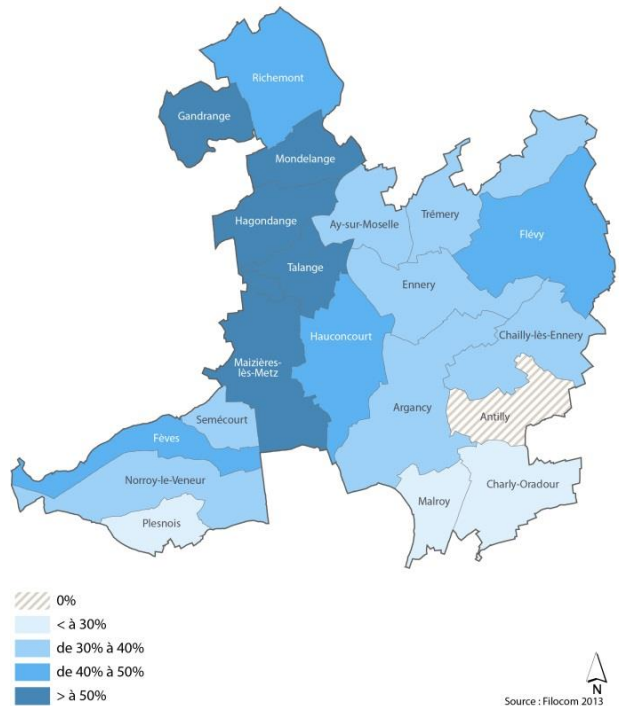 Richemont
Gandrange
Mondelange
Hagondange
Ay-sur-Moselle
Trémery
Flévy
Talange
Ennery
Hauconcourt
Chailly-lès-Ennery
Maizières-
lès-Metz
Argancy
Antilly
Semécourt
Fèves
Norroy-le-Veneur
Malroy
Charly-Oradour
Plesnois
0%
< à 30%
de 30% à 40%
de 40% à 50%
> à 50%
N
Source : Filocom 2013